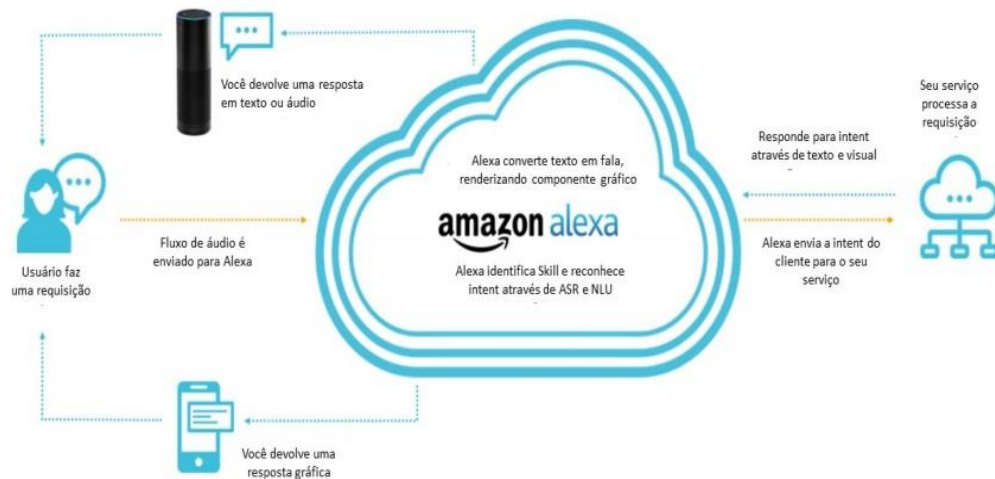 Você devolve uma resposta
em texto ou áudio
Seu serviço
processa a
requisição
Responde para intent
através de texto e visual
Alexa converte texto em fala,
renderizando componente gráfico
amazon alexa
Fluxo de áudio é
enviado para Alexa
Alexa envia a intent do
cliente para o seu
serviço
Usuário faz
uma requisição
Alexa identifica Skill e reconhece
intent através de ASR e NLU
Você devolve uma
resposta gráfica